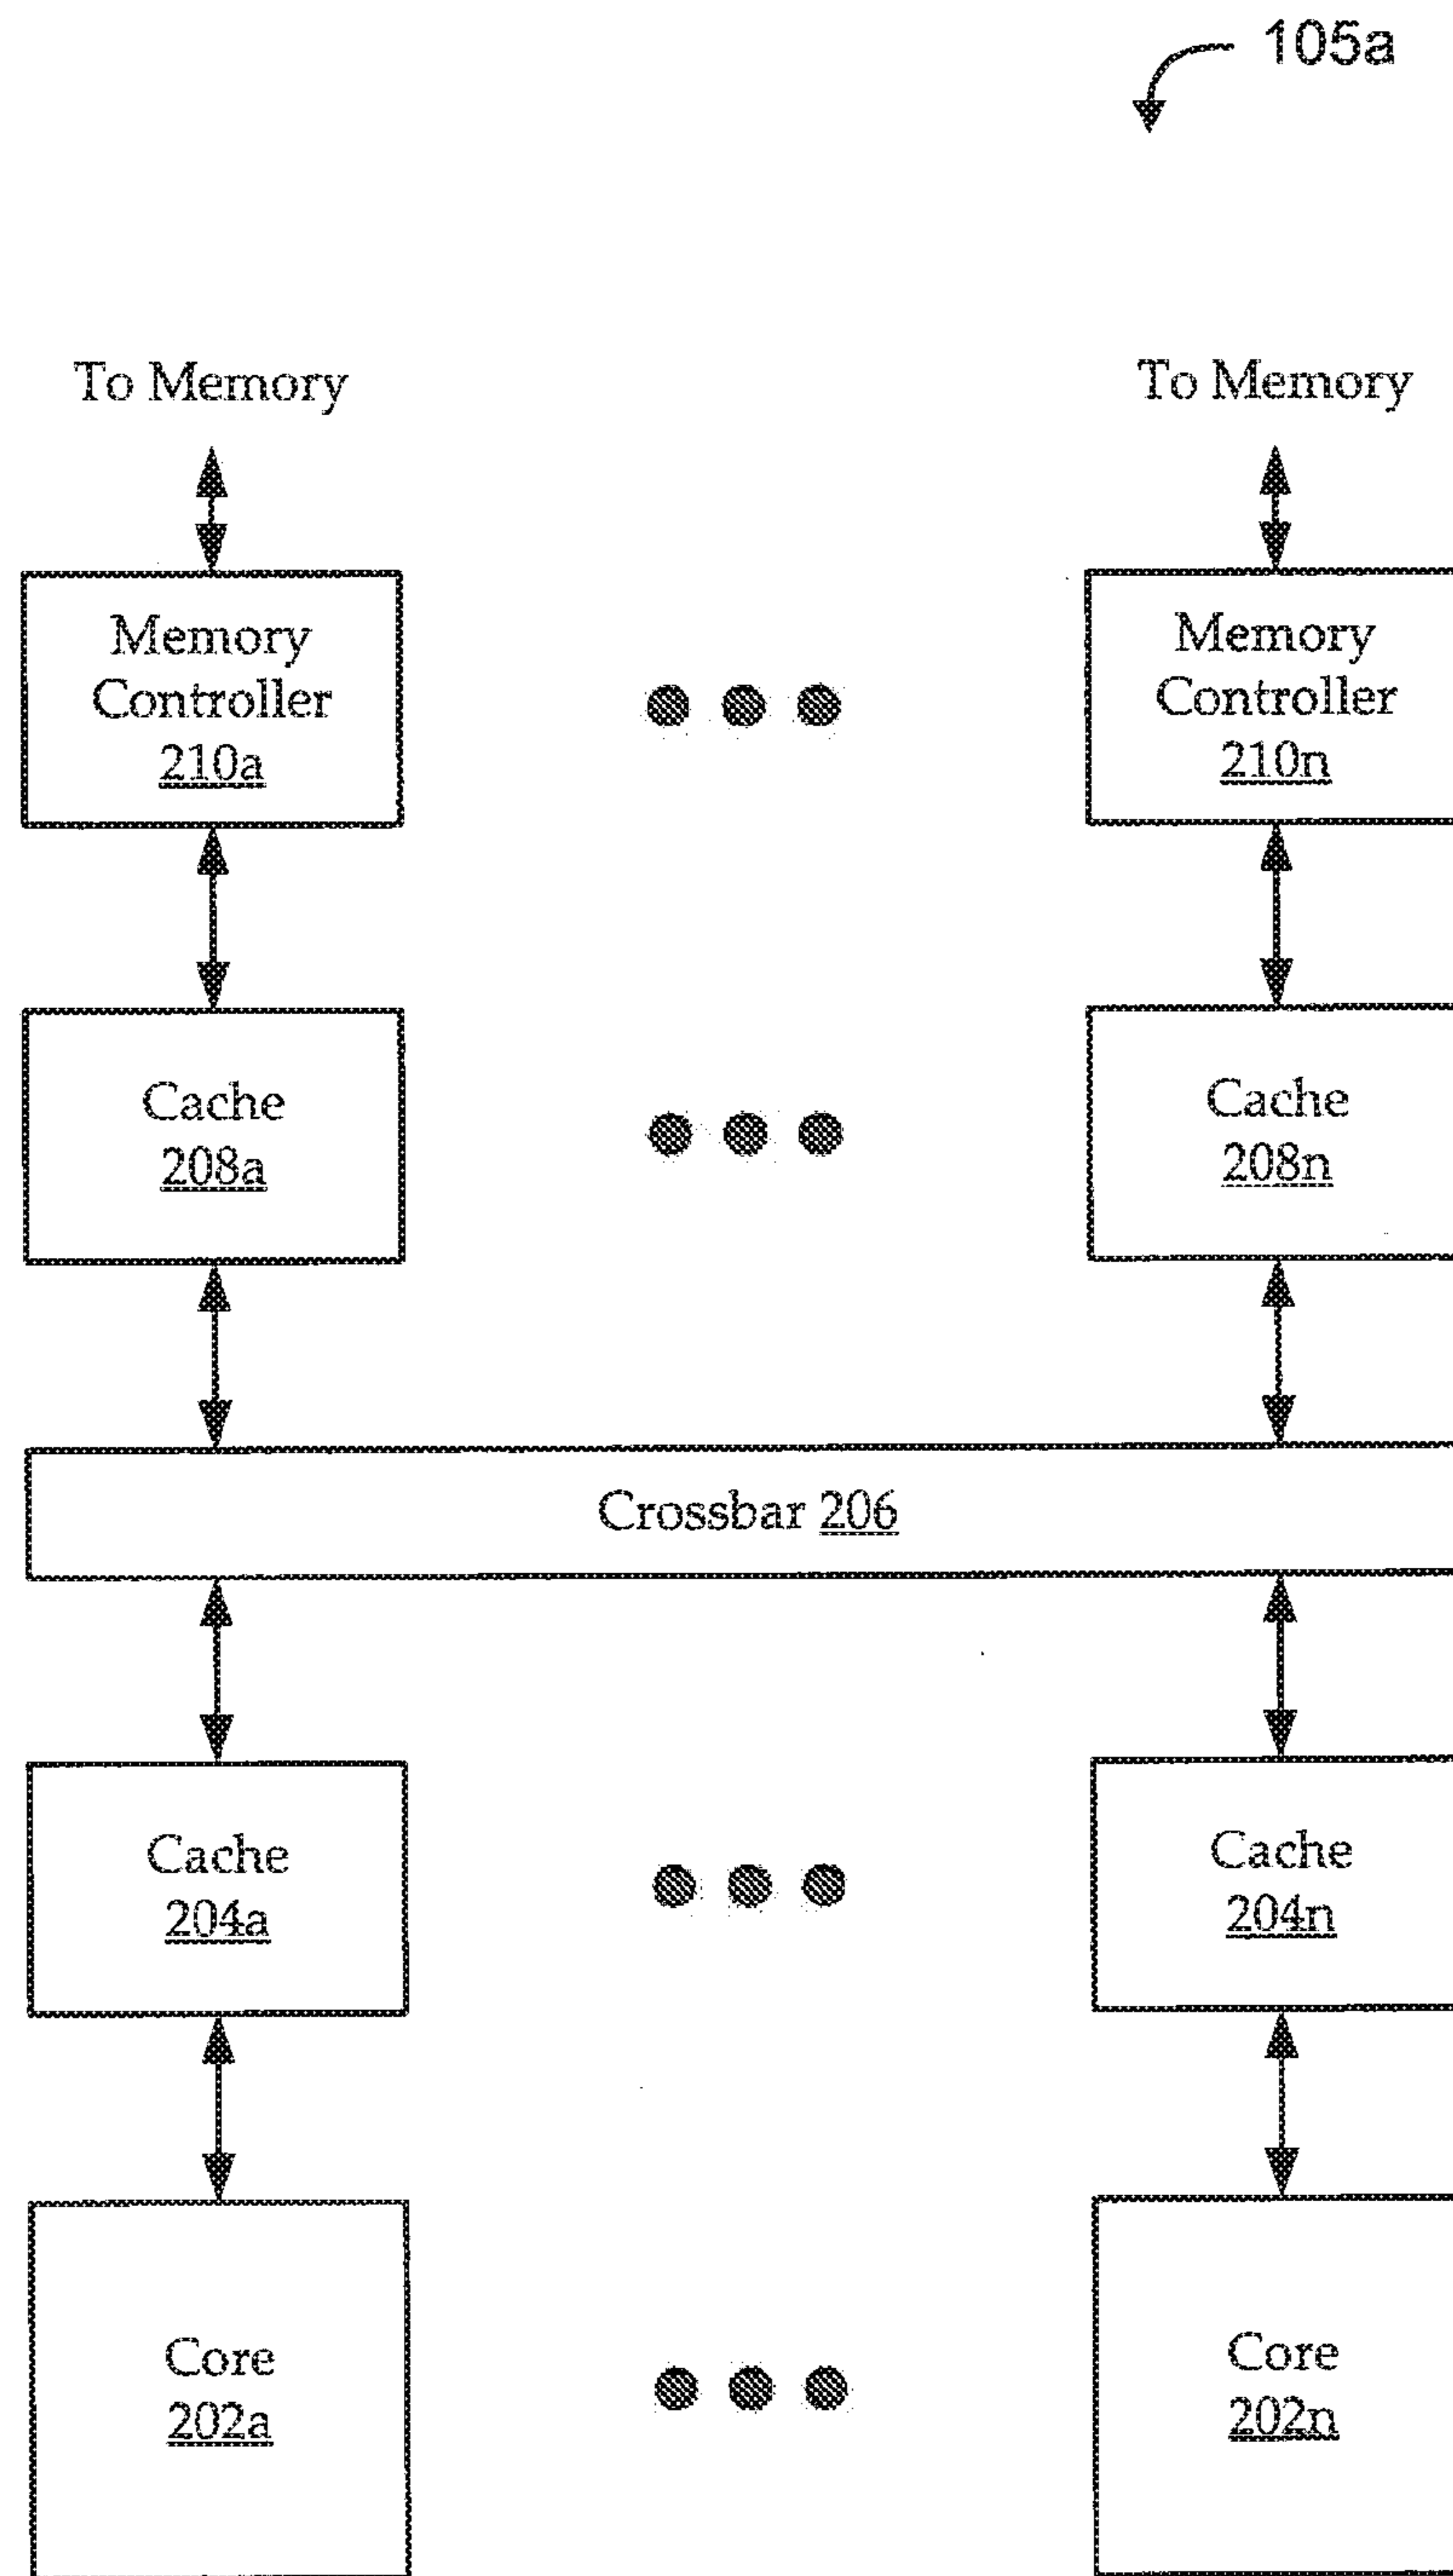 105a
To Memory
To Memory
Memory
Controller
210a
Memory
Controller
210n
Cache
208a
Cache
208n
Crossbar 206
Cache
204a
Cache
204n
Core
202a
Core
202n